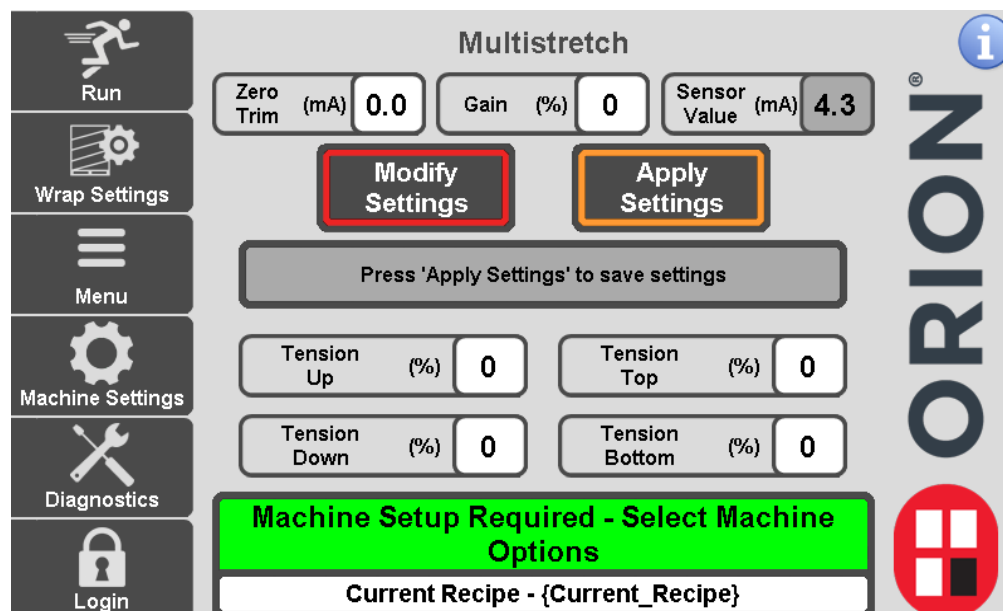 Run
Wrap Settings
Menu
Machine Settings
Diagnostics
Login
Multistretch
Zero
Trim (mA) 0.0
Gain (%) 0
Sensor
Value (mA) 4.3
Modify
Settings
Apply
Settings
Press 'Apply Settings' to save settings
Tension
Up (%) 0
Tension
Top (%) 0
Tension
Down (%) 0
Tension
Bottom (%) 0
Machine Setup Required - Select Machine
Options
Current Recipe - {Current_Recipe}
i
ORION®